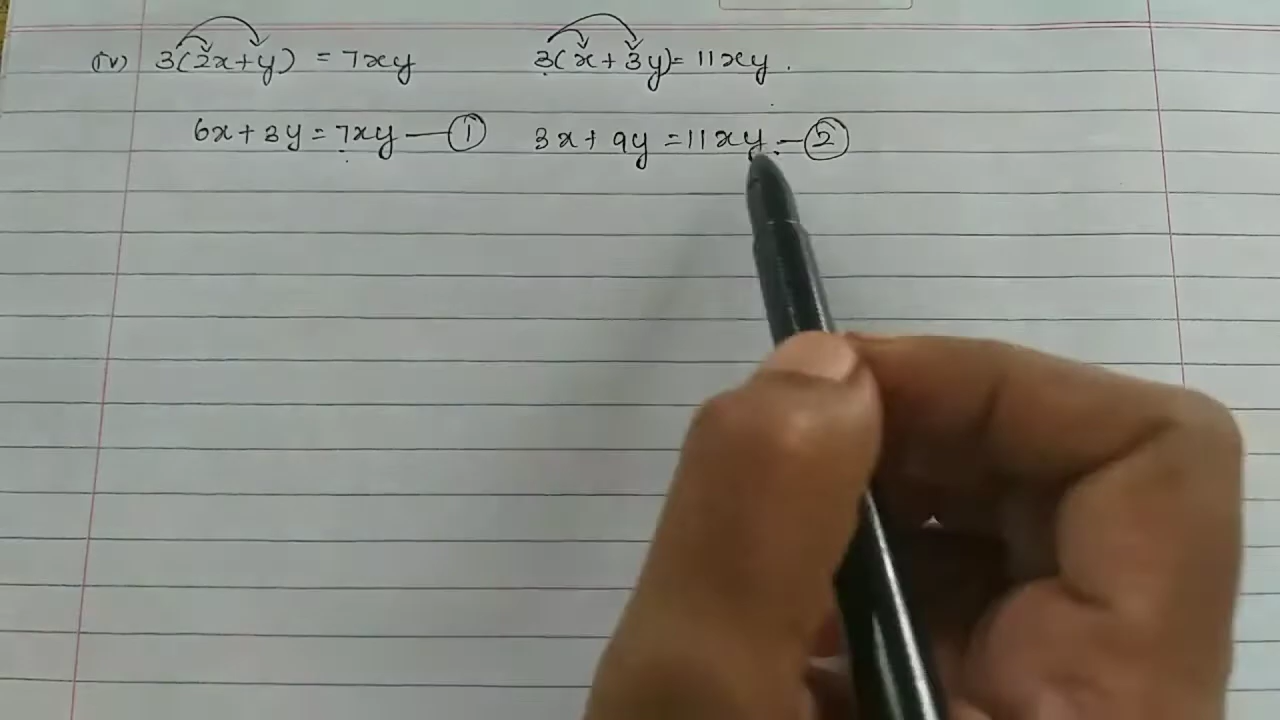 (iv) 3(2x+y) = 7xy 3(x+3y)= 11xy.
6x+3y=7xy — ① 3x+9y=11xy. — ②